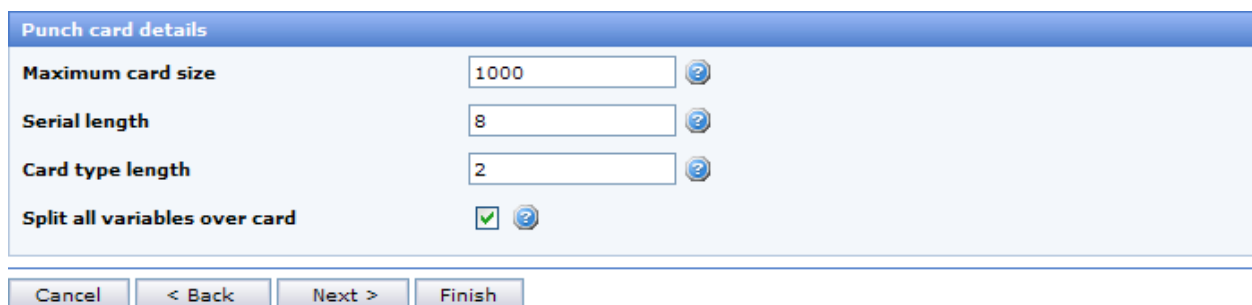 Punch card details
Maximum card size 1000
Serial length 8
Card type length 2
Split all variables over card
Cancel < Back Next > Finish